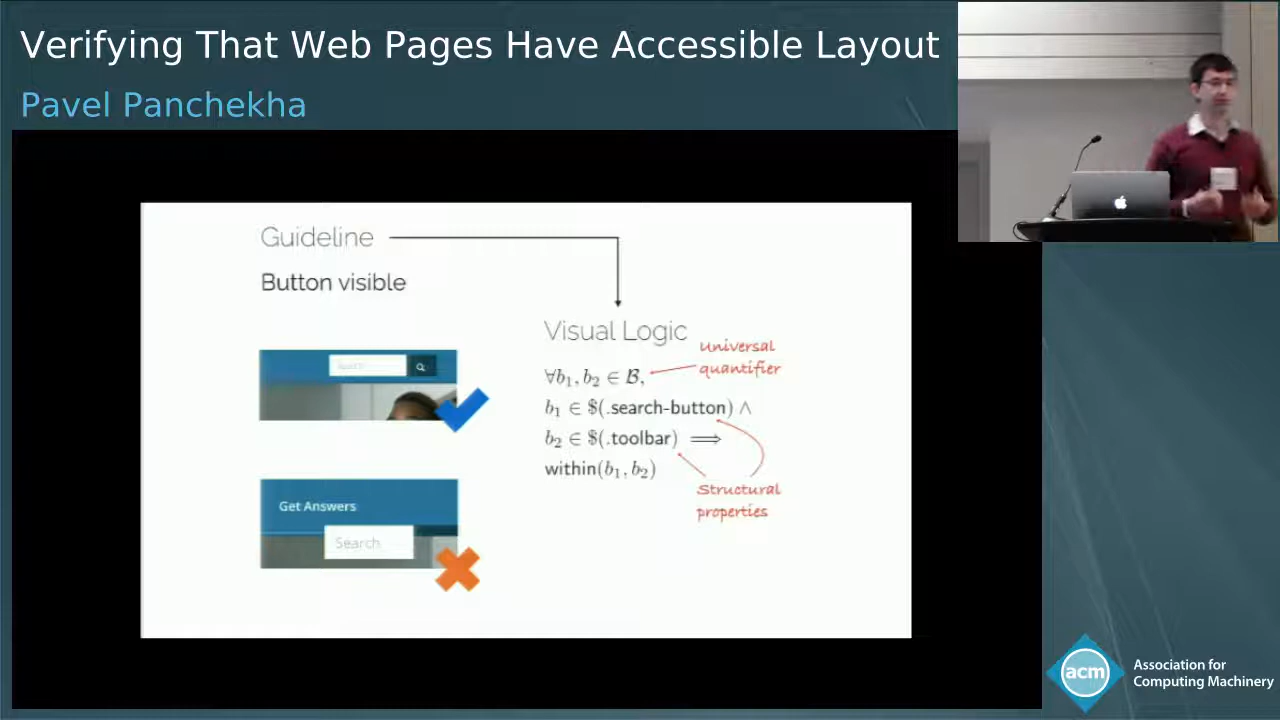 Verifying That Web Pages Have Accessible Layout
Pavel Panchekha
Guideline
Button visible
Search
Get Answers
Search
Visual Logic
Universal
quantifier
∀b₁, b₂ ∈ ℬ,
b₁ ∈ $(.search-button) ∧
b₂ ∈ $(.toolbar) ⟹
within(b₁, b₂)
Structural
properties
acm
Association for
Computing Machinery